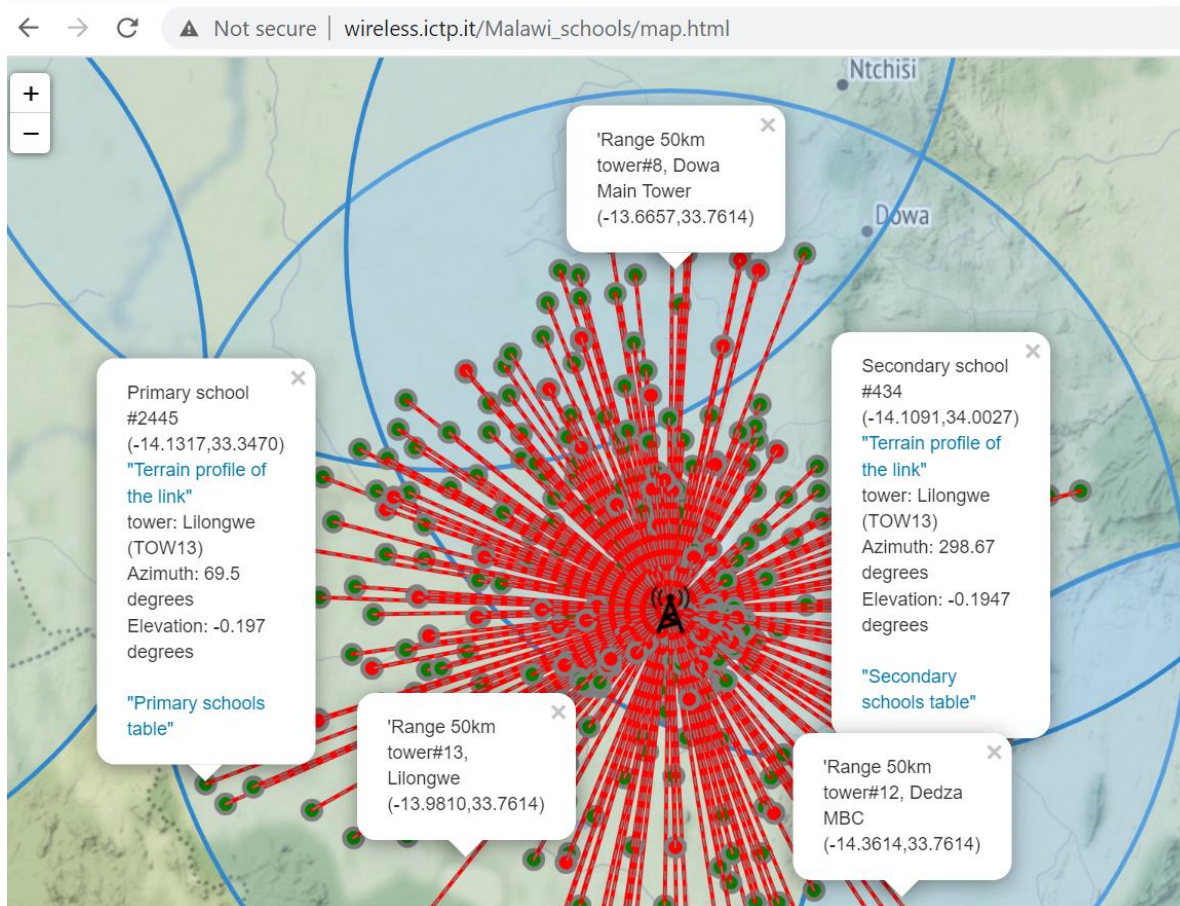 Not secure | wireless.ictp.it/Malawi_schools/map.html
+
−
Ntchisi
'Range 50km
tower#8, Dowa
Main Tower
(-13.6657,33.7614)
×
Dowa
Primary school
#2445
(-14.1317,33.3470)
"Terrain profile of
the link"
tower: Lilongwe
(TOW13)
Azimuth: 69.5
degrees
Elevation: -0.197
degrees
"Primary schools
table"
×
Secondary school
#434
(-14.1091,34.0027)
"Terrain profile of
the link"
tower: Lilongwe
(TOW13)
Azimuth: 298.67
degrees
Elevation: -0.1947
degrees
"Secondary
schools table"
×
'Range 50km
tower#13,
Lilongwe
(-13.9810,33.7614)
×
'Range 50km
tower#12, Dedza
MBC
(-14.3614,33.7614)
×